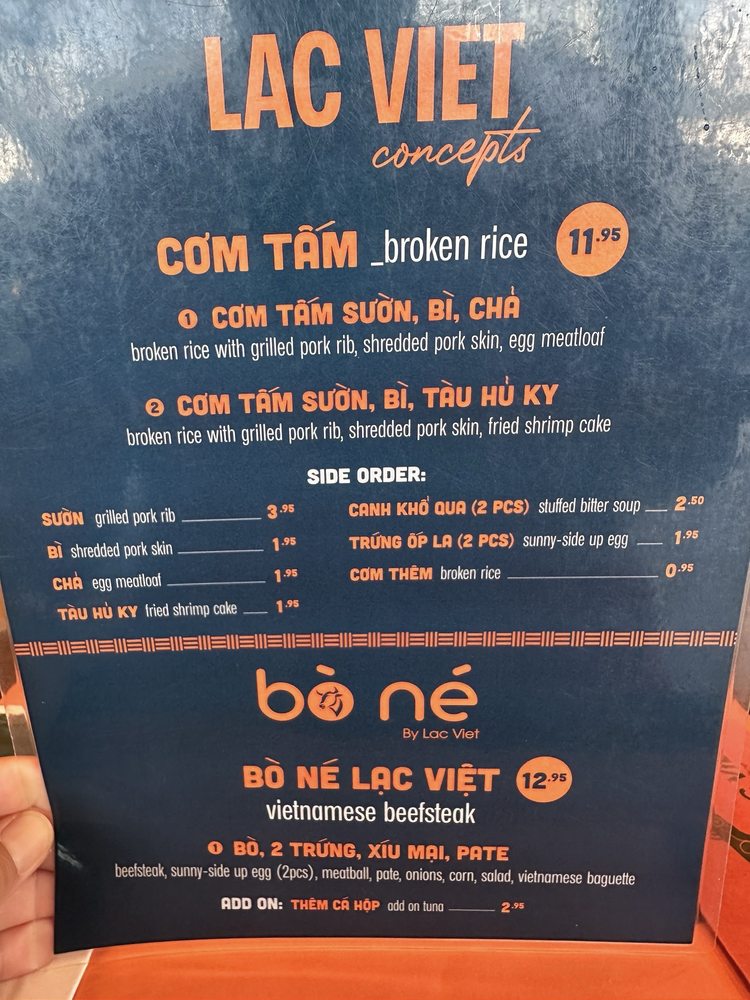 LAC VIET
concepts
CƠM TẤM _broken rice 11.95
1 CƠM TẤM SƯỜN, BÌ, CHẢ
broken rice with grilled pork rib, shredded pork skin, egg meatloaf
2 CƠM TẤM SƯỜN, BÌ, TÀU HỦ KY
broken rice with grilled pork rib, shredded pork skin, fried shrimp cake
SIDE ORDER:
SƯỜN grilled pork rib 3.95
BÌ shredded pork skin 1.95
CHẢ egg meatloaf 1.95
TÀU HỦ KY fried shrimp cake 1.95
CANH KHỔ QUA (2 PCS) stuffed bitter soup 2.50
TRỨNG ỐP LA (2 PCS) sunny-side up egg 1.95
CƠM THÊM broken rice 0.95
bò né
By Lac Viet
BÒ NÉ LẠC VIỆT 12.95
vietnamese beefsteak
1 BÒ, 2 TRỨNG, XÍU MẠI, PATE
beefsteak, sunny-side up egg (2pcs), meatball, pate, onions, corn, salad, vietnamese baguette
ADD ON: THÊM CÁ HỘP add on tuna 2.95